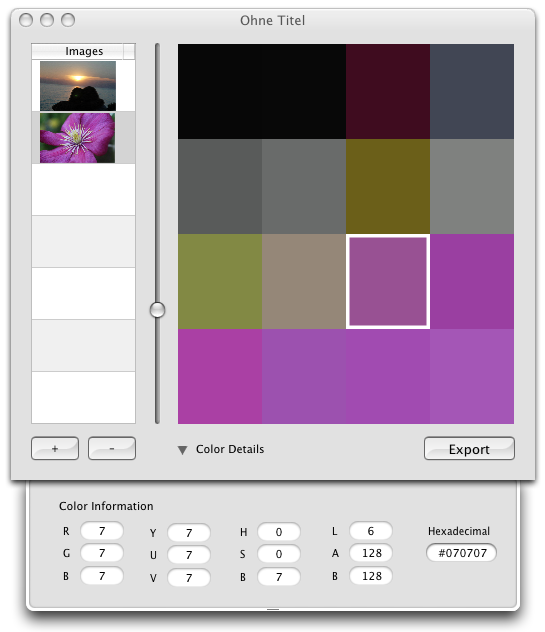 Ohne Titel
Images
+ -
Color Details
Export
Color Information
R 7 Y 7 H 0 L 6 Hexadecimal
G 7 U 7 S 0 A 128 #070707
B 7 V 7 B 7 B 128